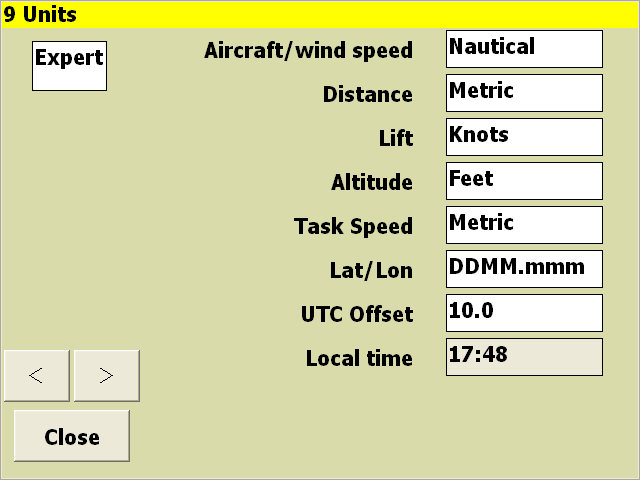 9 Units
Expert
Aircraft/wind speed Nautical
Distance Metric
Lift Knots
Altitude Feet
Task Speed Metric
Lat/Lon DDMM.mmm
UTC Offset 10.0
Local time 17:48
< >
Close